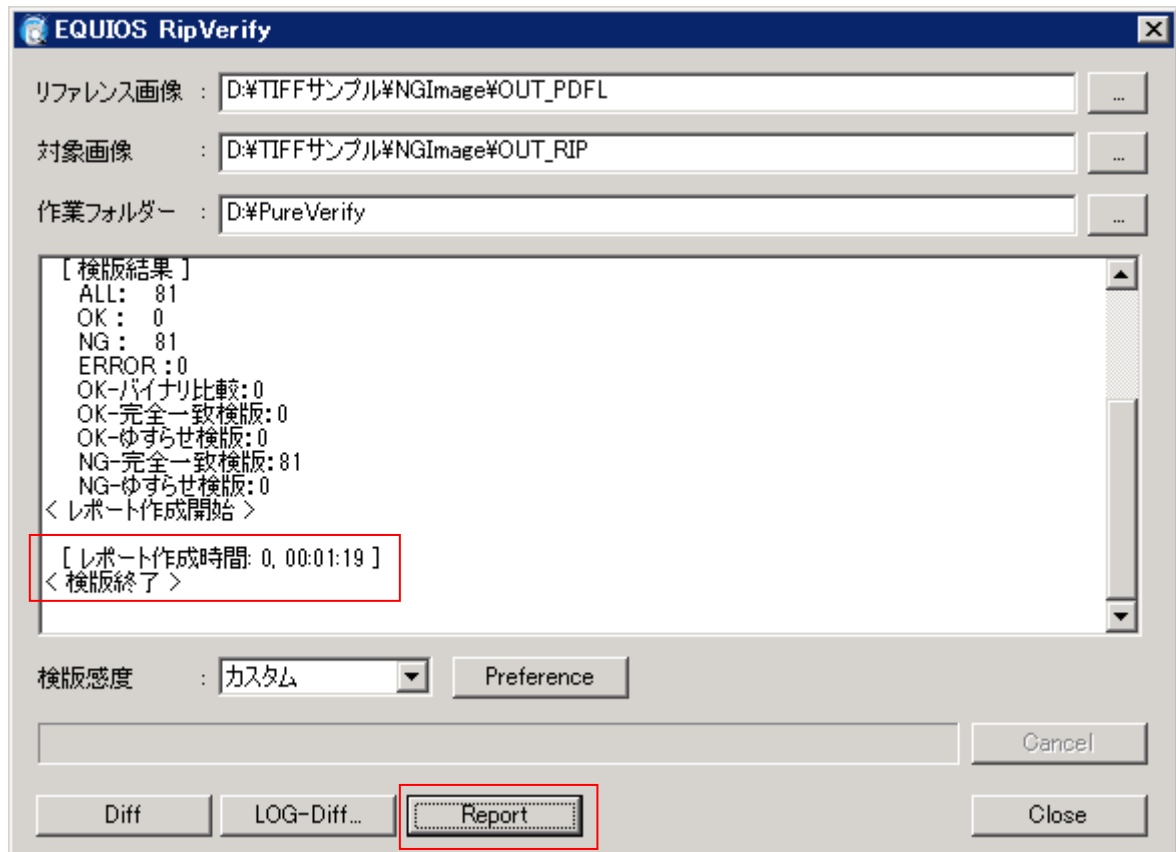 EQUIOS RipVerify
リファレンス画像 : D:¥TIFFサンプル¥NGImage¥OUT_PDFL ...
対象画像 : D:¥TIFFサンプル¥NGImage¥OUT_RIP ...
作業フォルダー : D:¥PureVerify ...
[ 検版結果 ]
ALL: 81
OK : 0
NG : 81
ERROR :0
OK-バイナリ比較:0
OK-完全一致検版:0
OK-ゆすらせ検版:0
NG-完全一致検版:81
NG-ゆすらせ検版:0
< レポート作成開始 >
[ レポート作成時間: 0, 00:01:19 ]
< 検版終了 >
検版感度 : カスタム Preference
Cancel
Diff LOG-Diff... Report Close